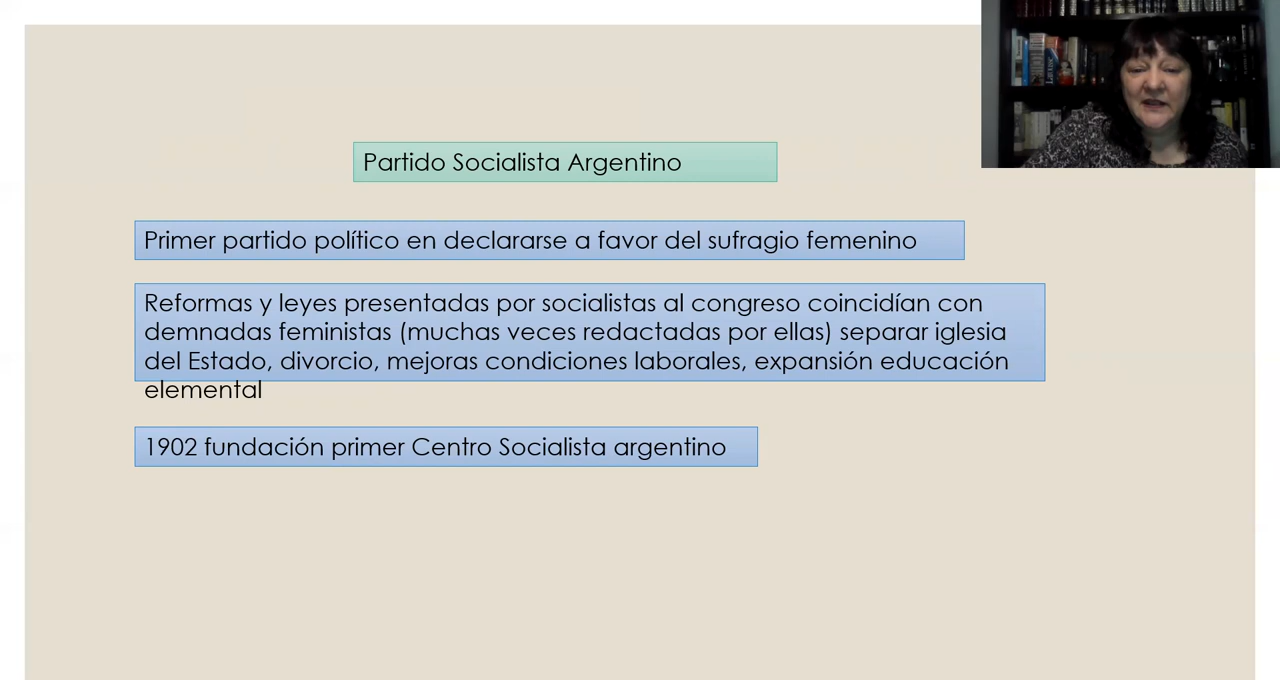 Partido Socialista Argentino
Primer partido político en declararse a favor del sufragio femenino
Reformas y leyes presentadas por socialistas al congreso coincidían con
demnadas feministas (muchas veces redactadas por ellas) separar iglesia
del Estado, divorcio, mejoras condiciones laborales, expansión educación
elemental
1902 fundación primer Centro Socialista argentino